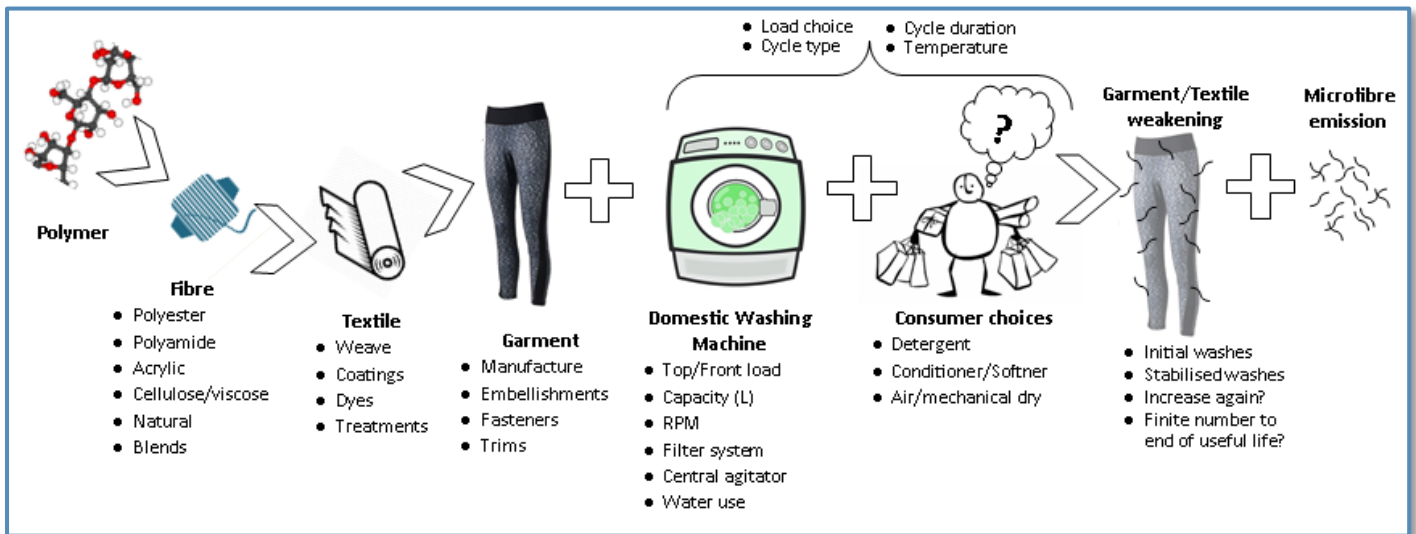 ● Load choice
● Cycle type
● Cycle duration
● Temperature
Polymer
Fibre
● Polyester
● Polyamide
● Acrylic
● Cellulose/viscose
● Natural
● Blends
Textile
● Weave
● Coatings
● Dyes
● Treatments
Garment
● Manufacture
● Embellishments
● Fasteners
● Trims
Domestic Washing
Machine
● Top/Front load
● Capacity (L)
● RPM
● Filter system
● Central agitator
● Water use
?
Consumer choices
● Detergent
● Conditioner/Softner
● Air/mechanical dry
Garment/Textile
weakening
● Initial washes
● Stabilised washes
● Increase again?
● Finite number to
end of useful life?
Microfibre
emission